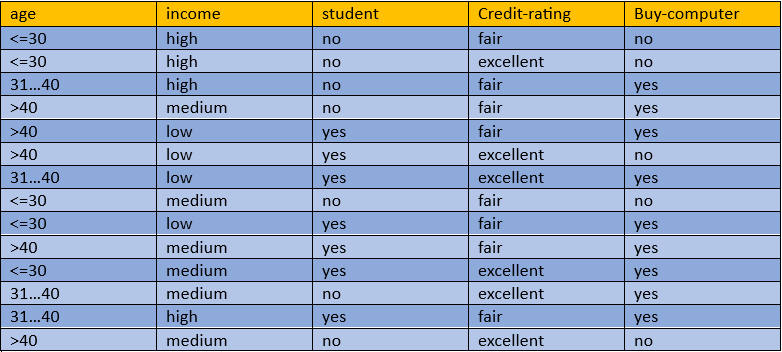 age income student Credit-rating Buy-computer
<=30 high no fair no
<=30 high no excellent no
31...40 high no fair yes
>40 medium no fair yes
>40 low yes fair yes
>40 low yes excellent no
31...40 low yes excellent yes
<=30 medium no fair no
<=30 low yes fair yes
>40 medium yes fair yes
<=30 medium yes excellent yes
31...40 medium no excellent yes
31...40 high yes fair yes
>40 medium no excellent no